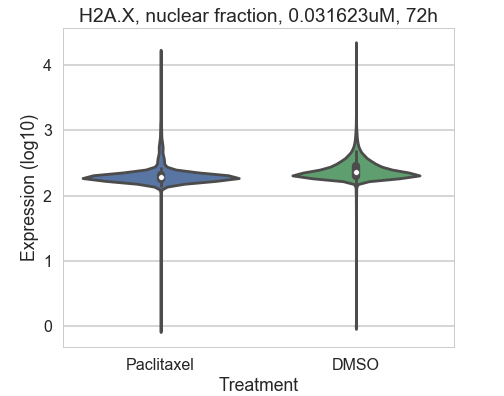 H2A.X, nuclear fraction, 0.031623uM, 72h
Expression (log10)
4
3
2
1
0
Paclitaxel
DMSO
Treatment